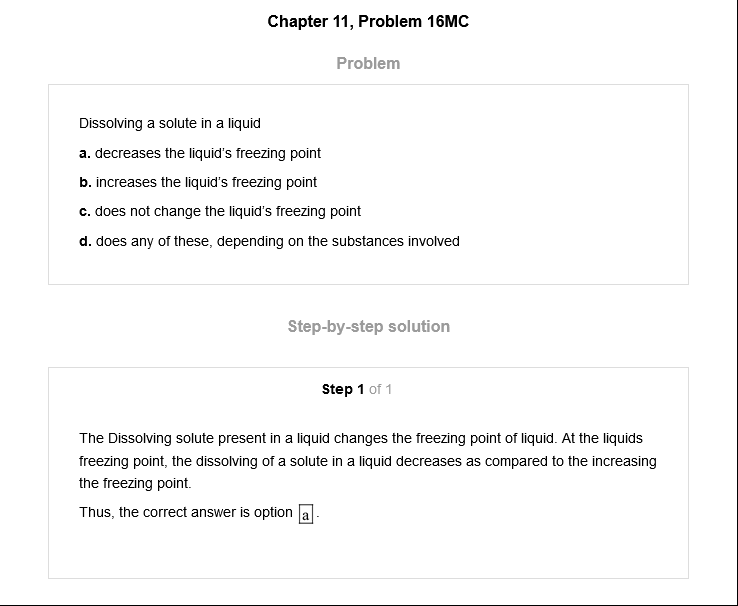 Chapter 11, Problem 16MC
Problem
Dissolving a solute in a liquid
a. decreases the liquid's freezing point
b. increases the liquid's freezing point
c. does not change the liquid's freezing point
d. does any of these, depending on the substances involved
Step-by-step solution
Step 1 of 1
The Dissolving solute present in a liquid changes the freezing point of liquid. At the liquids
freezing point, the dissolving of a solute in a liquid decreases as compared to the increasing
the freezing point.
Thus, the correct answer is option a .